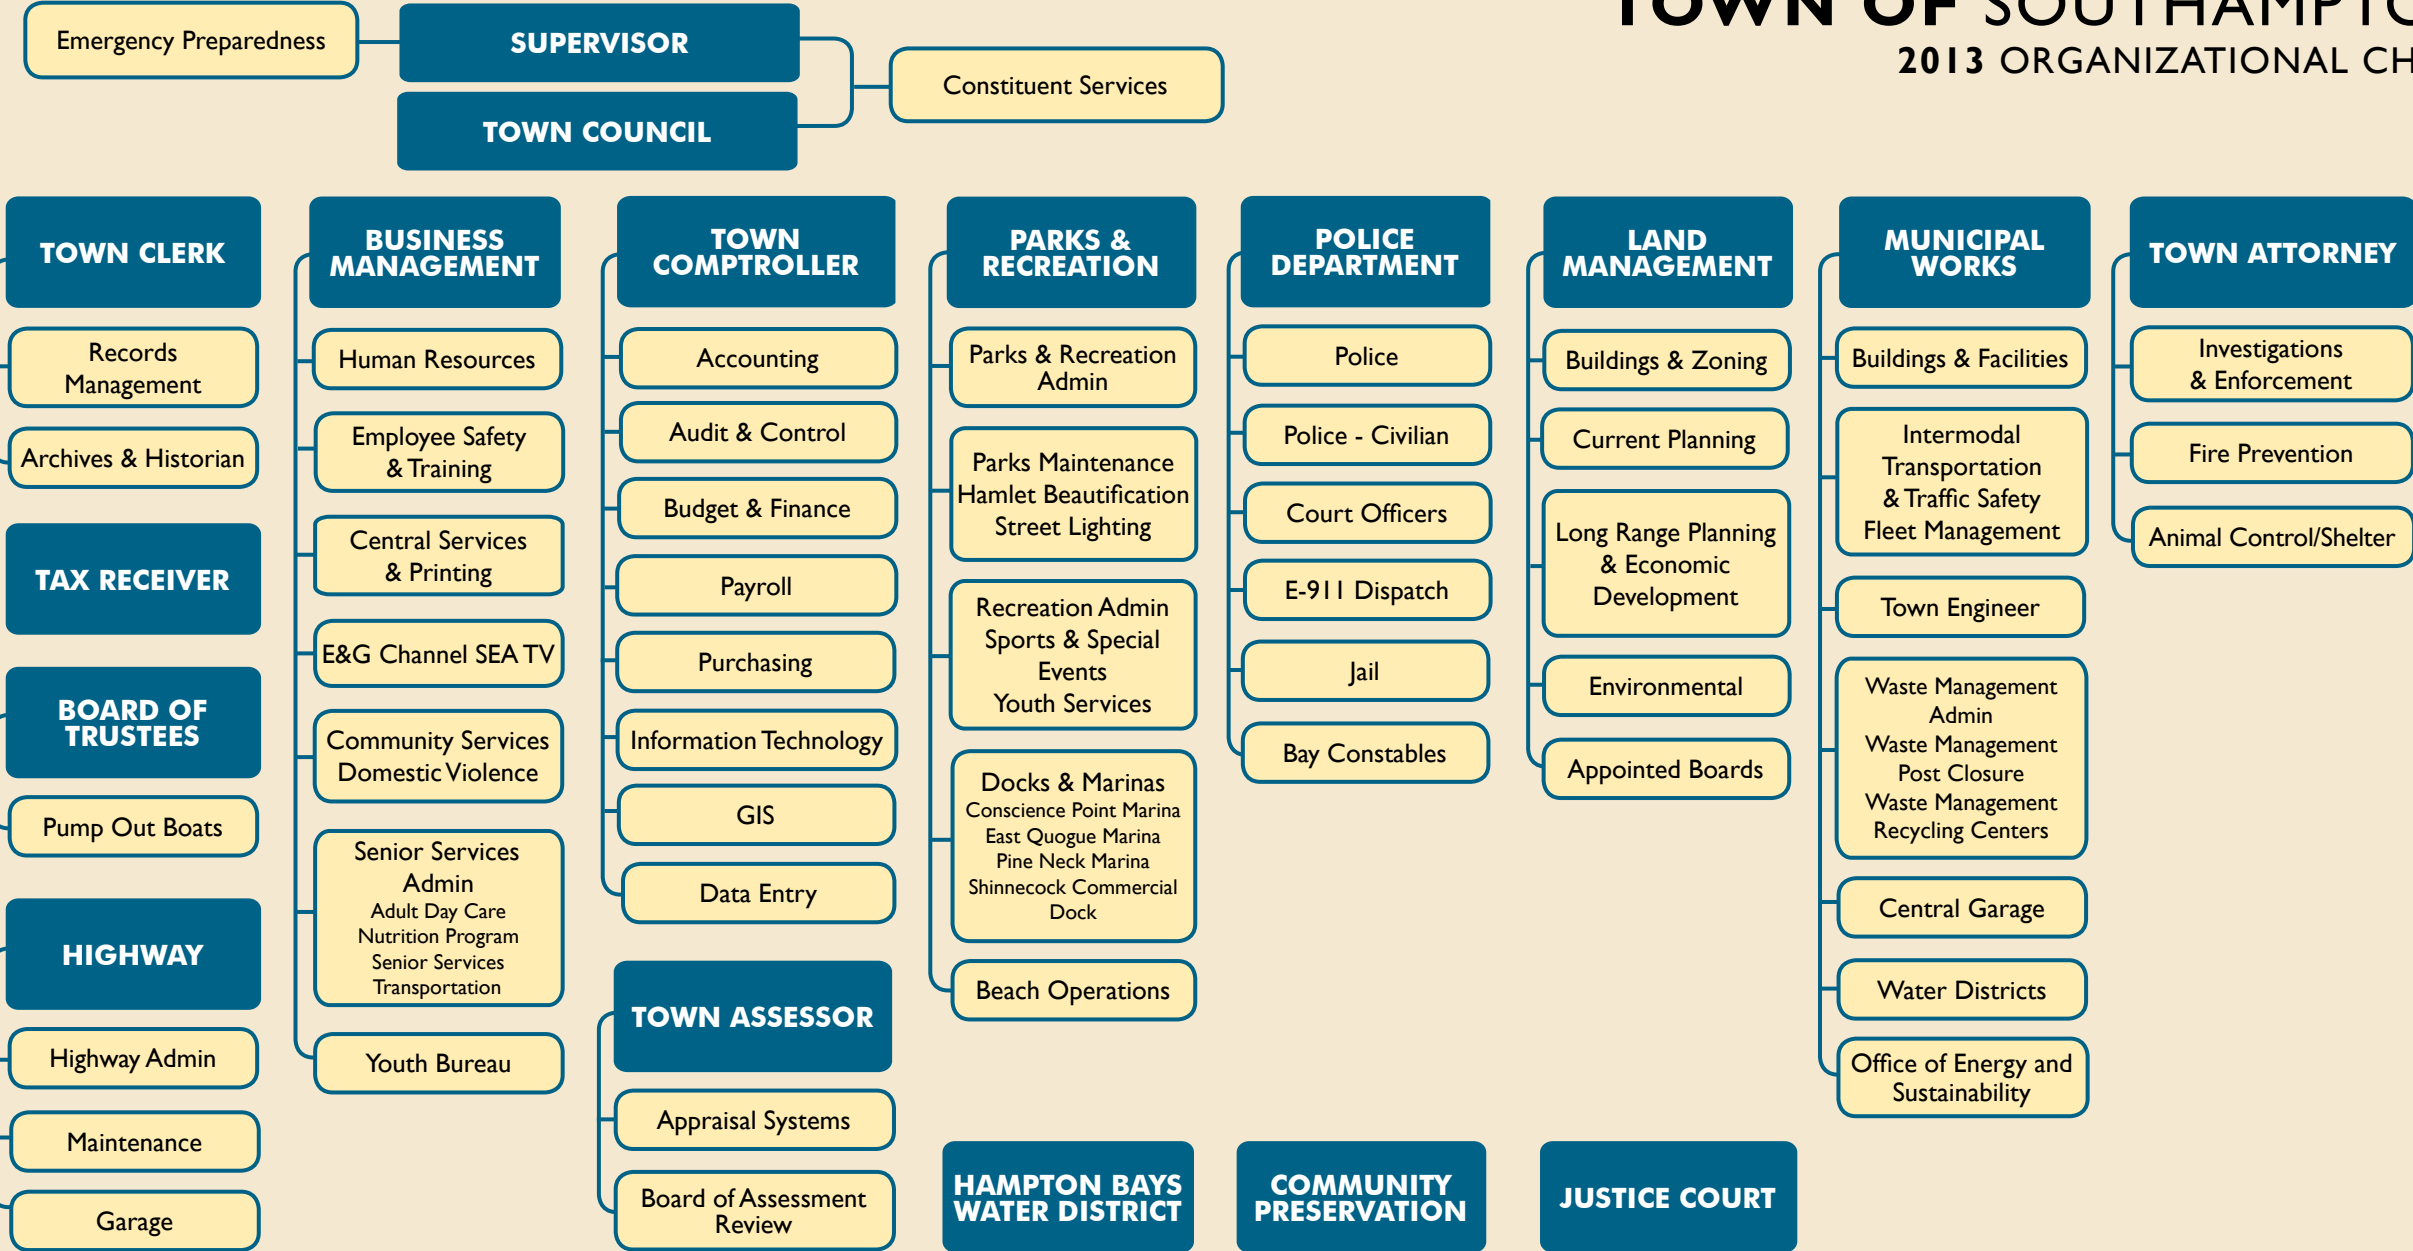 TOWN OF SOUTHAMPTO
2013 ORGANIZATIONAL CH
Emergency Preparedness
SUPERVISOR
TOWN COUNCIL
Constituent Services
TOWN CLERK
Records
Management
Archives & Historian
TAX RECEIVER
BOARD OF
TRUSTEES
Pump Out Boats
HIGHWAY
Highway Admin
Maintenance
Garage
BUSINESS
MANAGEMENT
Human Resources
Employee Safety
& Training
Central Services
& Printing
E&G Channel SEA TV
Community Services
Domestic Violence
Senior Services
Admin
Adult Day Care
Nutrition Program
Senior Services
Transportation
Youth Bureau
TOWN
COMPTROLLER
Accounting
Audit & Control
Budget & Finance
Payroll
Purchasing
Information Technology
GIS
Data Entry
TOWN ASSESSOR
Appraisal Systems
Board of Assessment
Review
PARKS &
RECREATION
Parks & Recreation
Admin
Parks Maintenance
Hamlet Beautification
Street Lighting
Recreation Admin
Sports & Special
Events
Youth Services
Docks & Marinas
Conscience Point Marina
East Quogue Marina
Pine Neck Marina
Shinnecock Commercial
Dock
Beach Operations
HAMPTON BAYS
WATER DISTRICT
POLICE
DEPARTMENT
Police
Police - Civilian
Court Officers
E-911 Dispatch
Jail
Bay Constables
COMMUNITY
PRESERVATION
LAND
MANAGEMENT
Buildings & Zoning
Current Planning
Long Range Planning
& Economic
Development
Environmental
Appointed Boards
JUSTICE COURT
MUNICIPAL
WORKS
Buildings & Facilities
Intermodal
Transportation
& Traffic Safety
Fleet Management
Town Engineer
Waste Management
Admin
Waste Management
Post Closure
Waste Management
Recycling Centers
Central Garage
Water Districts
Office of Energy and
Sustainability
TOWN ATTORNEY
Investigations
& Enforcement
Fire Prevention
Animal Control/Shelter